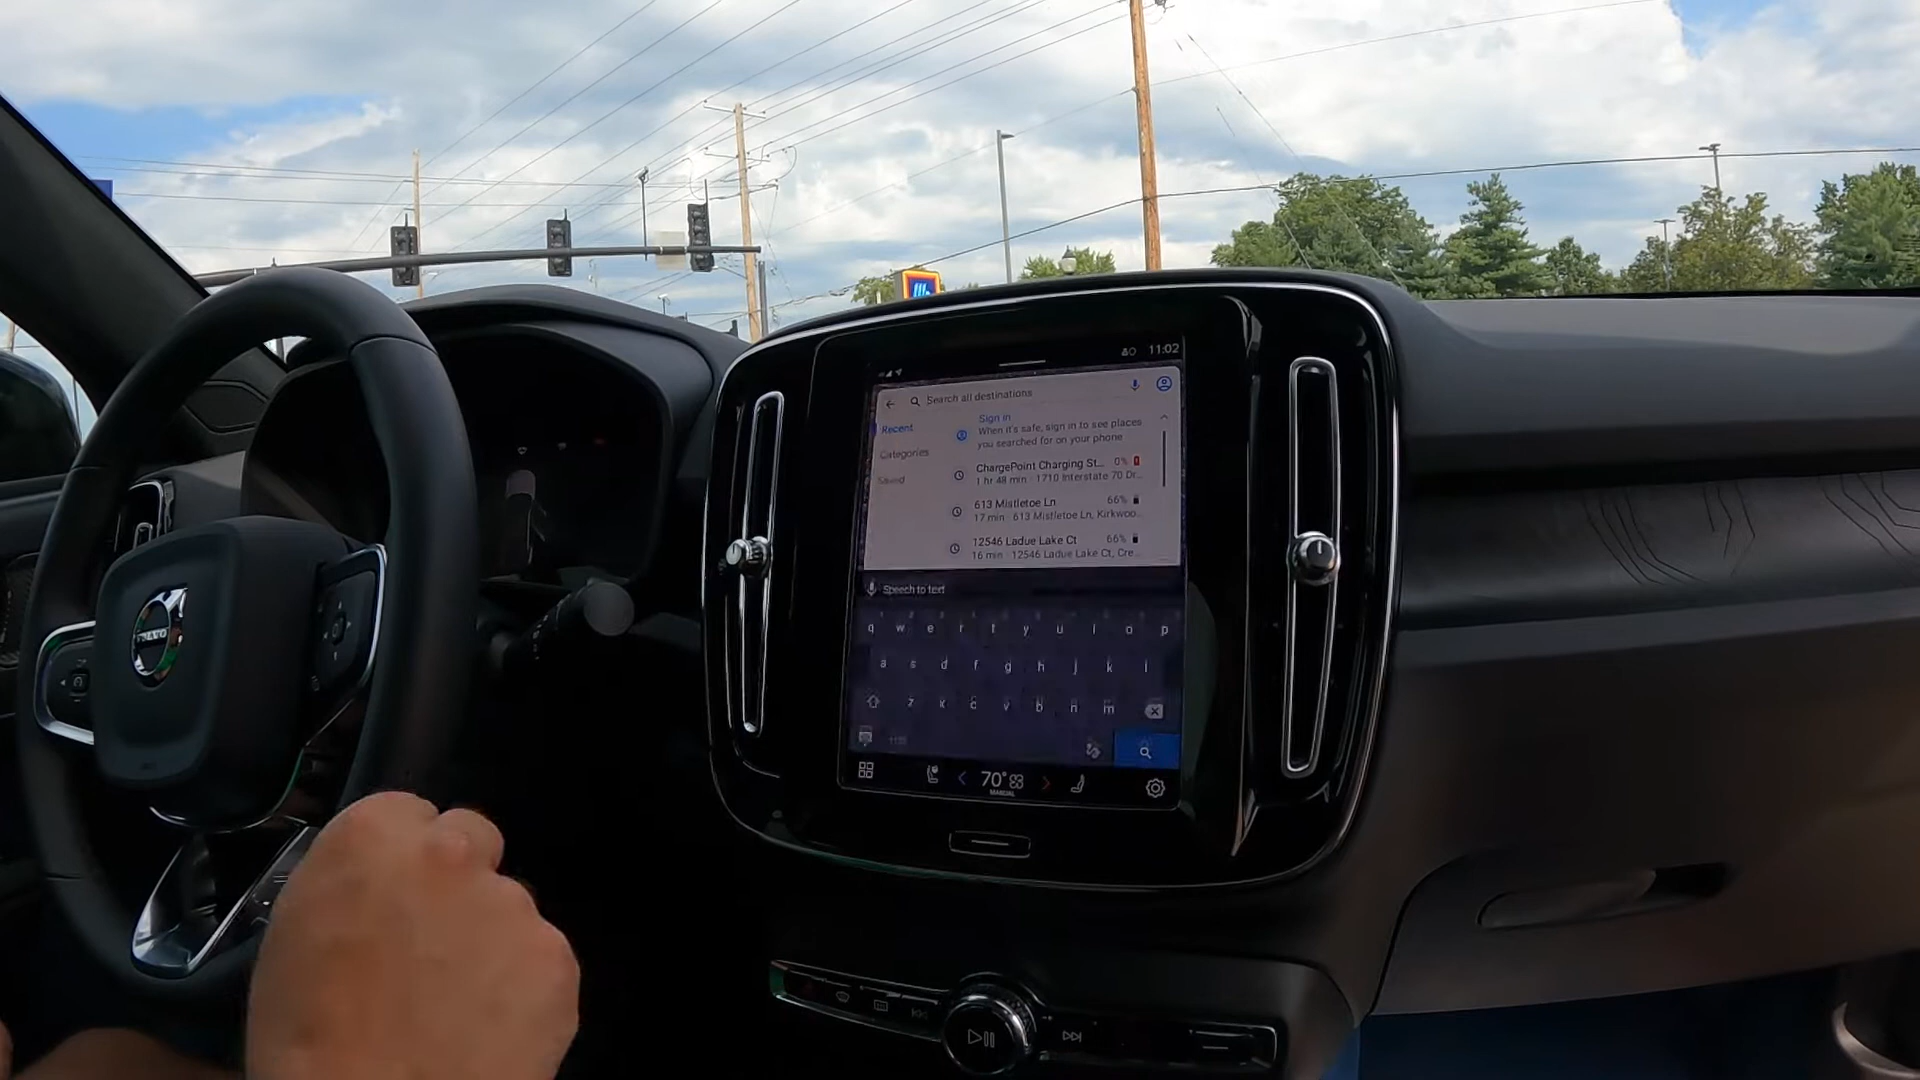 11:02
Search all destinations
Recent
Categories
Saved
Sign in
When it's safe, sign in to see places
you searched for on your phone
ChargePoint Charging St... 0%
1 hr 48 min · 1710 Interstate 70 Dr...
613 Mistletoe Ln 66%
17 min · 613 Mistletoe Ln, Kirkwoo...
12546 Ladue Lake Ct 66%
16 min · 12546 Ladue Lake Ct, Cre...
Speech to text
q w e r t y u i o p
a s d f g h j k l
z x c v b n m
70°
MANUAL
VOLVO